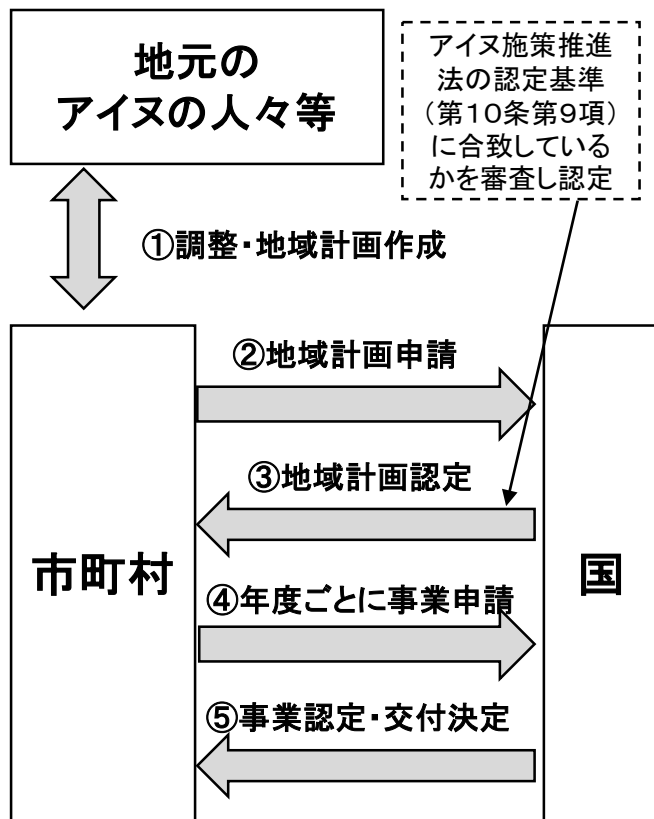 地元の
アイヌの人々等
アイヌ施策推進
法の認定基準
（第１０条第９項）
に合致している
かを審査し認定
①調整・地域計画作成
②地域計画申請
③地域計画認定
市町村
国
④年度ごとに事業申請
⑤事業認定・交付決定